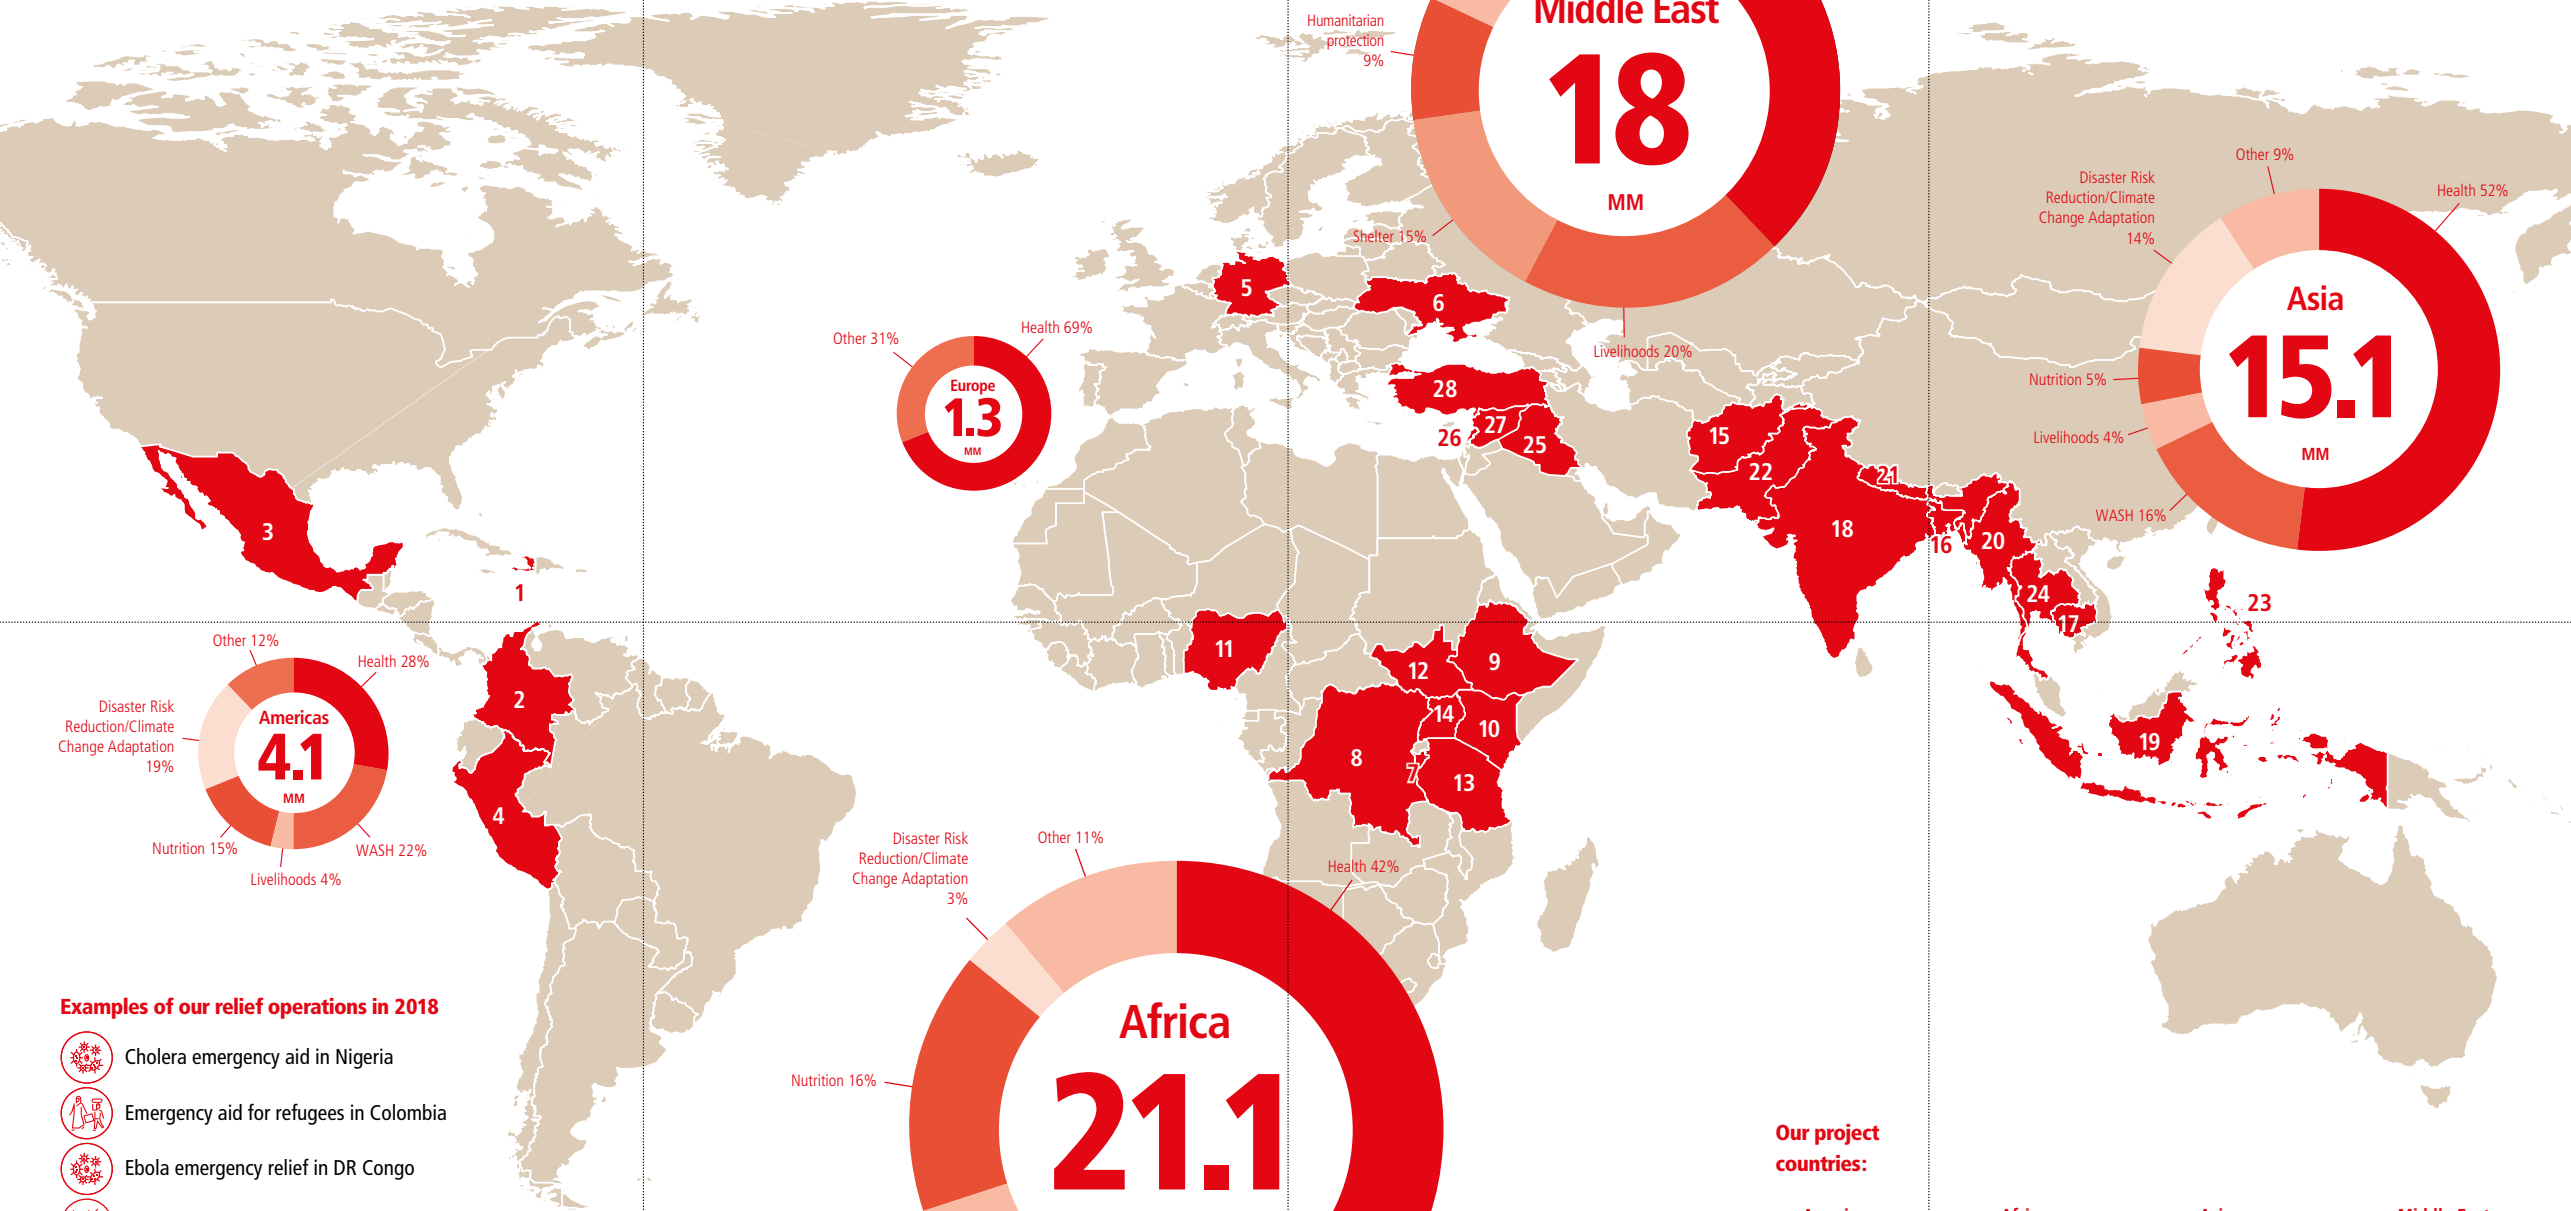 Humanitarian
protection
9%
Middle East
18
MM
Shelter 15%
Livelihoods 20%
Other 9%
Health 52%
Disaster Risk
Reduction/Climate
Change Adaptation
14%
Asia
15.1
MM
Nutrition 5%
Livelihoods 4%
WASH 16%
Other 31%
Health 69%
Europe
1.3
MM
5
6
28
27
26
25
15
22
21
18
16
20
24
17
23
19
3
1
2
4
11
12
9
14
10
8
7
13
Other 12%
Health 28%
Disaster Risk
Reduction/Climate
Change Adaptation
19%
Americas
4.1
MM
Nutrition 15%
WASH 22%
Livelihoods 4%
Disaster Risk
Reduction/Climate
Change Adaptation
3%
Other 11%
Health 42%
Africa
21.1
Nutrition 16%
Examples of our relief operations in 2018
Cholera emergency aid in Nigeria
Emergency aid for refugees in Colombia
Ebola emergency relief in DR Congo
Our project
countries: